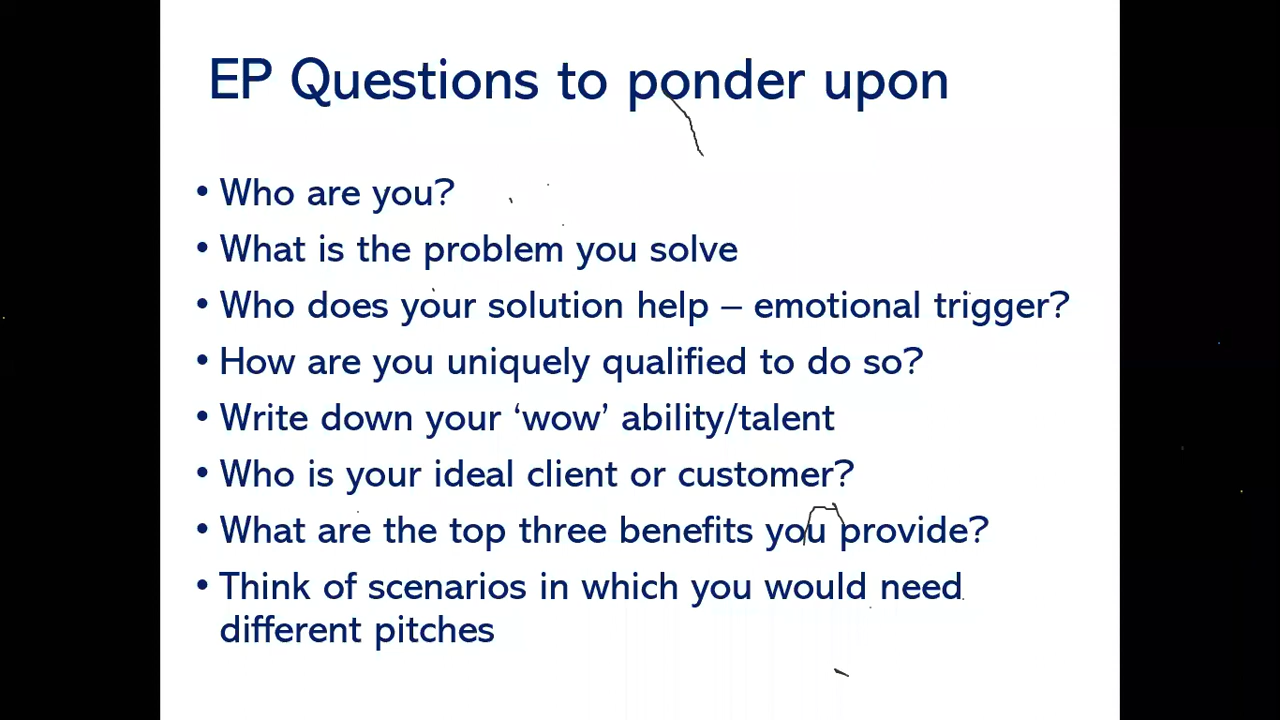 EP Questions to ponder upon
• Who are you?
• What is the problem you solve
• Who does your solution help – emotional trigger?
• How are you uniquely qualified to do so?
• Write down your ‘wow’ ability/talent
• Who is your ideal client or customer?
• What are the top three benefits you provide?
• Think of scenarios in which you would need
different pitches